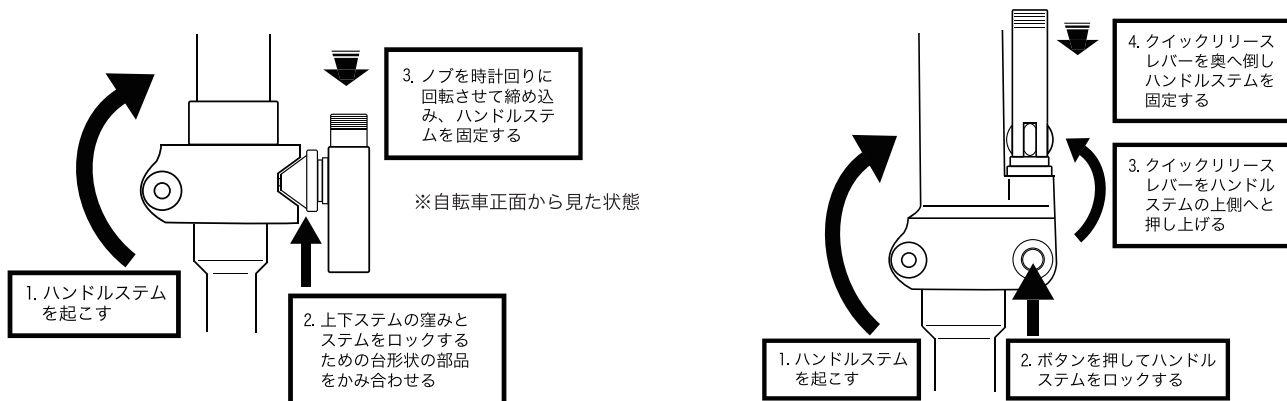 3. ノブを時計回りに
回転させて締め込
み、ハンドルステ
ムを固定する
※自転車正面から見た状態
1. ハンドルステム
を起こす
2. 上下ステムの窪みと
ステムをロックする
ための台形状の部品
をかみ合わせる
4. クイックリリース
レバーを奥へ倒し
ハンドルステムを
固定する
3. クイックリリース
レバーをハンドル
ステムの上側へと
押し上げる
1. ハンドルステム
を起こす
2. ボタンを押してハンドル
ステムをロックする